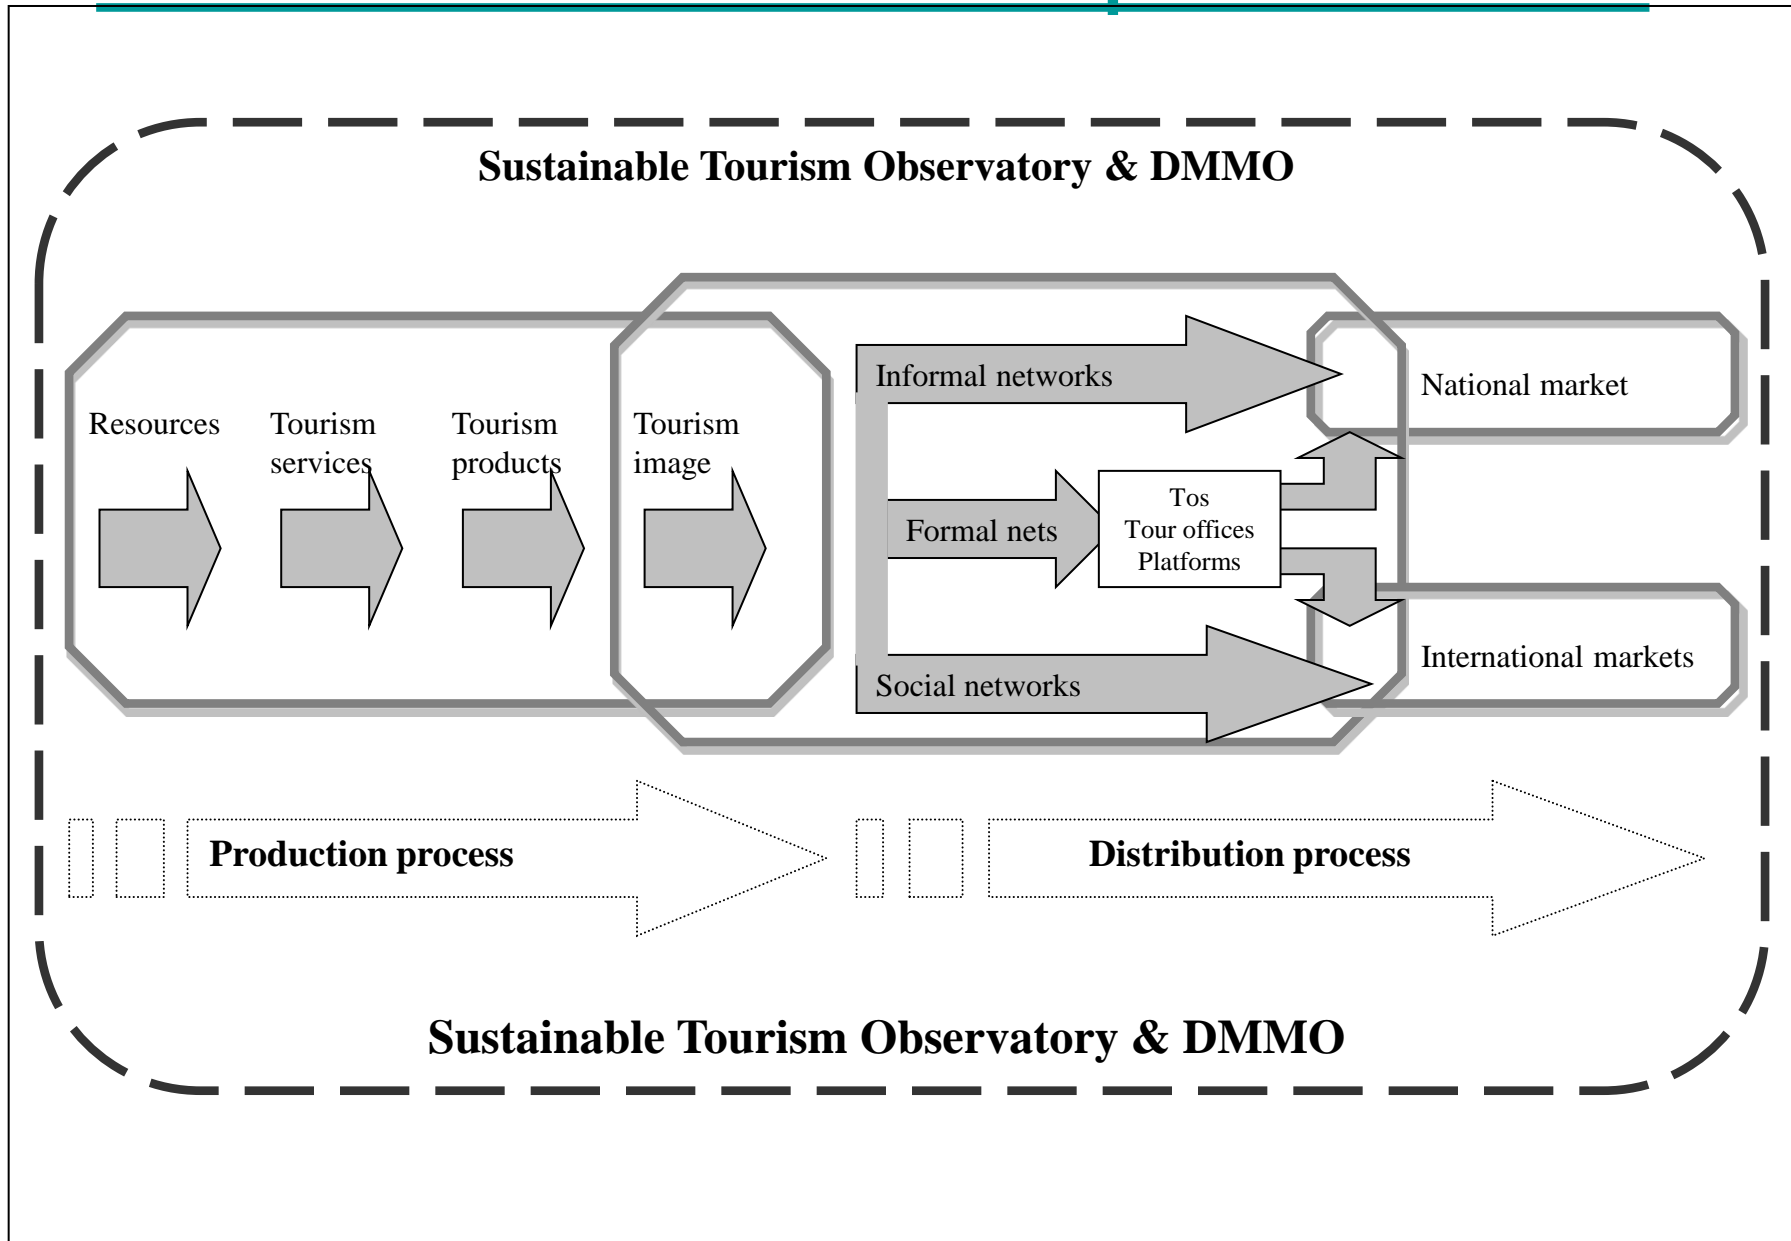 Sustainable Tourism Observatory & DMMO
Resources
Tourism
services
Tourism
products
Tourism
image
Informal networks
Formal nets
Social networks
Tos
Tour offices
Platforms
National market
International markets
Production process
Distribution process
Sustainable Tourism Observatory & DMMO